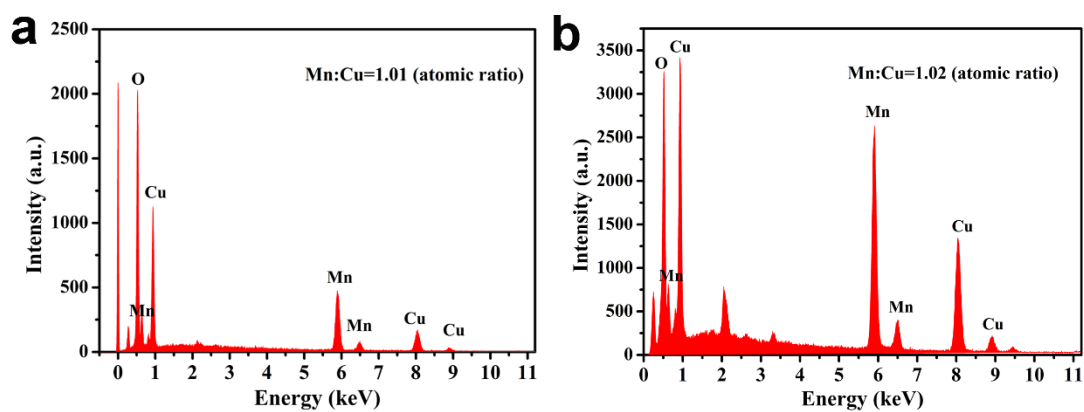 a
Mn:Cu=1.01 (atomic ratio)
O
Cu
Mn
Mn
Mn
Cu
Cu
Intensity (a.u.)
2500
2000
1500
1000
500
0
0 1 2 3 4 5 6 7 8 9 10 11
Energy (keV)
b
Mn:Cu=1.02 (atomic ratio)
O
Cu
Mn
Mn
Mn
Cu
Cu
Intensity (a.u.)
3500
3000
2500
2000
1500
1000
500
0
0 1 2 3 4 5 6 7 8 9 10 11
Energy (keV)